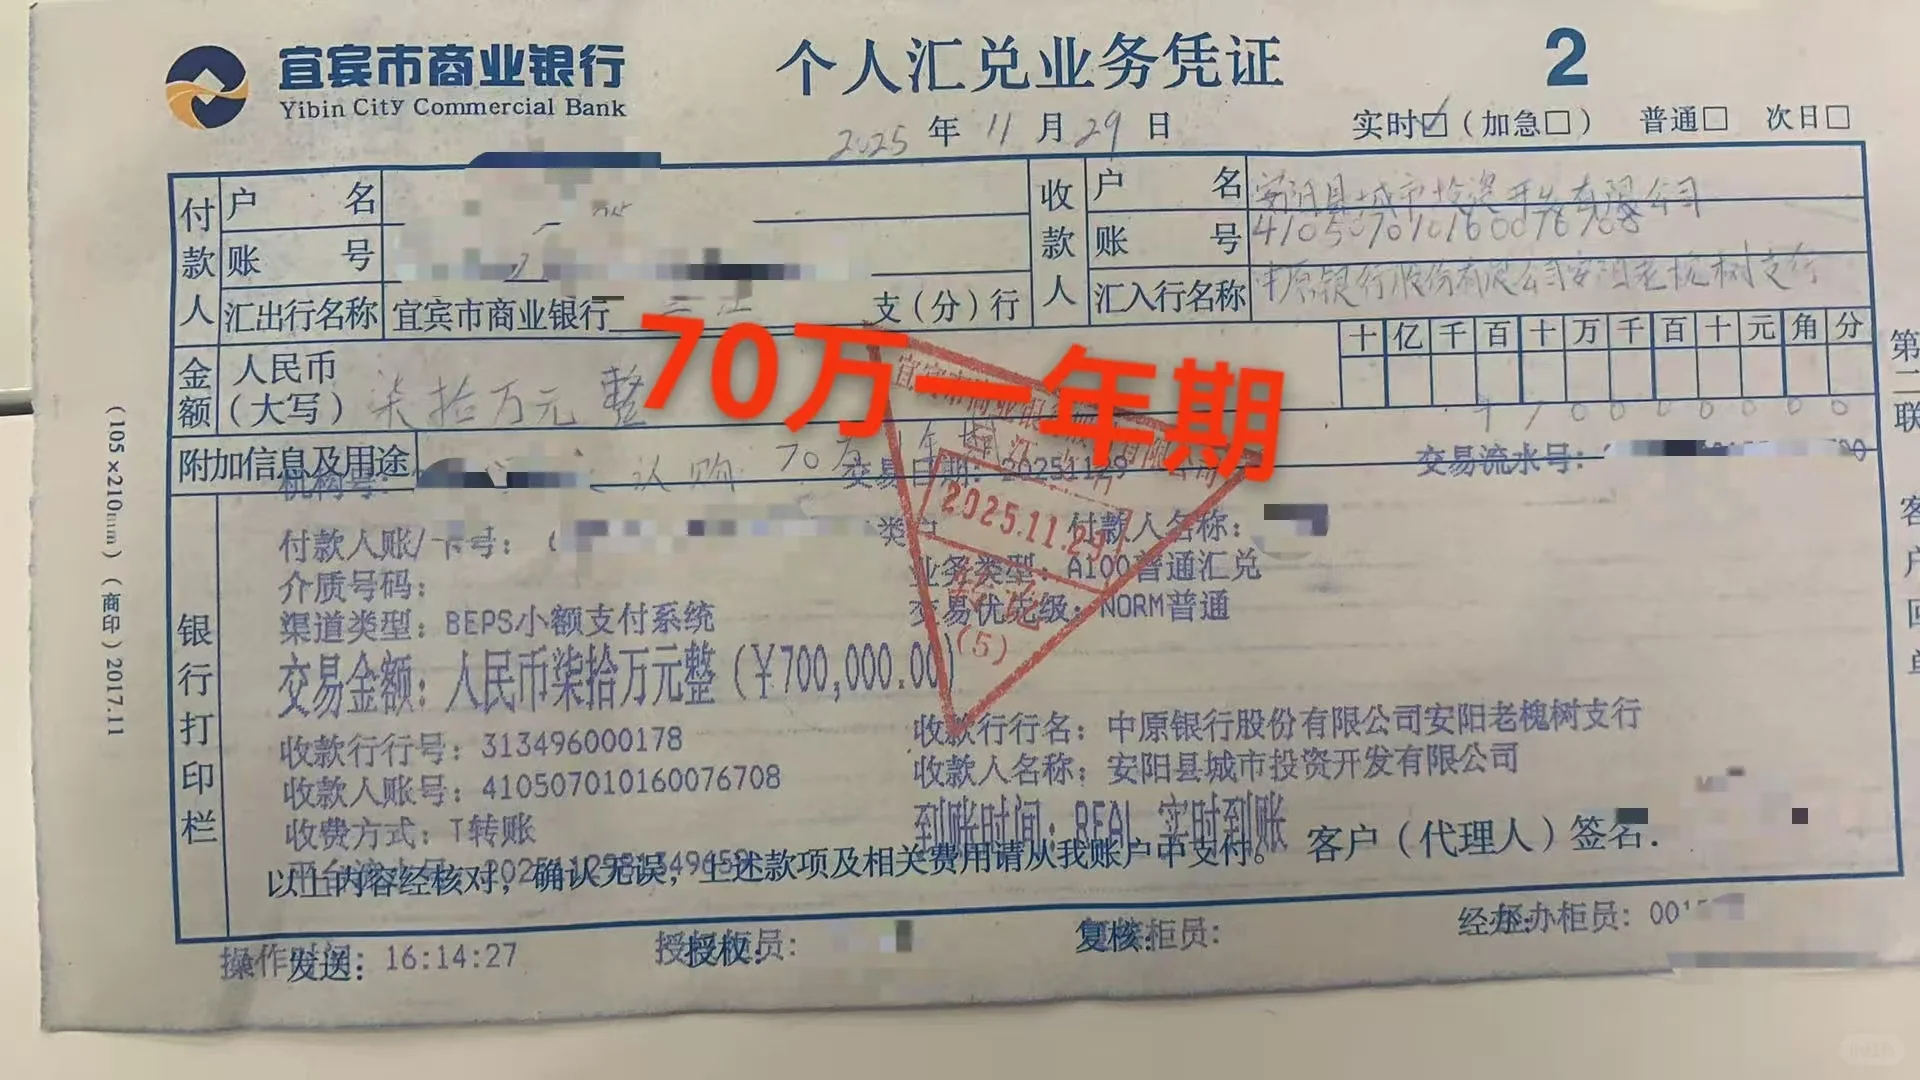 宜宾市商业银行
Yibin City Commercial Bank
个人汇兑业务凭证
2
2025 年 11 月 29 日
实时☑(加急□) 普通□ 次日□
付款人
户 名
账 号
汇出行名称 宜宾市商业银行 三江 支(分)行
收款人
户 名 安阳县城市投资开发有限公司
账 号 410507010160076708
汇入行名称 中原银行股份有限公司安阳老槐树支行
金额
人民币
(大写) 柒拾万元整
十亿千百十万千百十元角分
¥70000000
70万一年期
附加信息及用途
认购 70万
机构号:
交易日期: 20251129
交易流水号:
付款人账/卡号:
付款人名称:
介质号码:
业务类型: A100普通汇兑
渠道类型: BEPS小额支付系统
交易优先级: NORM普通
交易金额: 人民币柒拾万元整(¥700,000.00)
收款行行号: 313496000178
收款行行名: 中原银行股份有限公司安阳老槐树支行
收款人账号: 410507010160076708
收款人名称: 安阳县城市投资开发有限公司
收费方式: T转账
到账时间: REAL 实时到账
以上内容经核对,确认无误,上述款项及相关费用请从我账户中支付。
客户(代理人)签名:
银行打印栏
2025.11.29
(5)
操作时间: 16:14:27
发送:
授权柜员:
授权:
复核柜员:
复核:
经办柜员: 001
(105×210mm)(商印)2017.11
第二联
客户回单